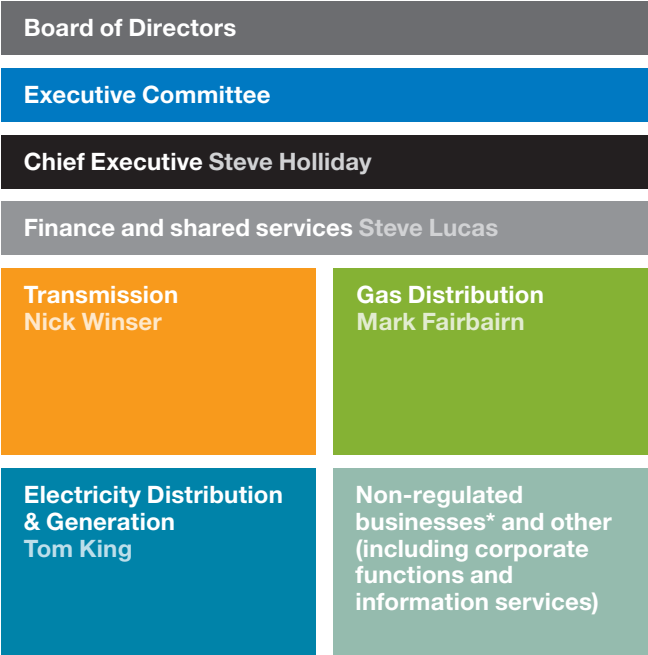 Board of Directors
Executive Committee
Chief Executive Steve Holliday
Finance and shared services Steve Lucas
Transmission
Nick Winser
Gas Distribution
Mark Fairbairn
Electricity Distribution
& Generation
Tom King
Non-regulated
businesses* and other
(including corporate
functions and
information services)